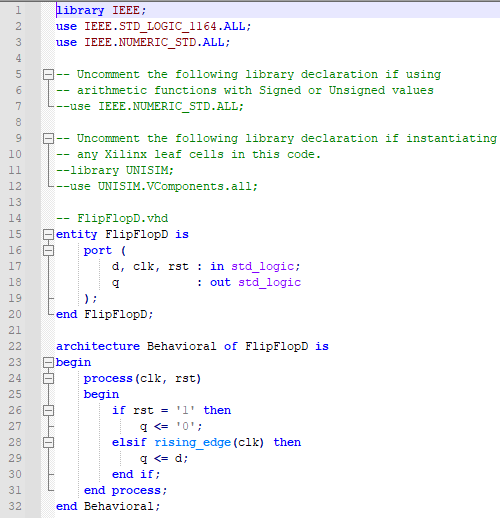 1 library IEEE;
2 use IEEE.STD_LOGIC_1164.ALL;
3 use IEEE.NUMERIC_STD.ALL;
4
5 -- Uncomment the following library declaration if using
6 -- arithmetic functions with Signed or Unsigned values
7 --use IEEE.NUMERIC_STD.ALL;
8
9 -- Uncomment the following library declaration if instantiating
10 -- any Xilinx leaf cells in this code.
11 --library UNISIM;
12 --use UNISIM.VComponents.all;
13
14 -- FlipFlopD.vhd
15 entity FlipFlopD is
16     port (
17         d, clk, rst : in std_logic;
18         q           : out std_logic
19     );
20 end FlipFlopD;
21
22 architecture Behavioral of FlipFlopD is
23 begin
24     process(clk, rst)
25     begin
26         if rst = '1' then
27             q <= '0';
28         elsif rising_edge(clk) then
29             q <= d;
30         end if;
31     end process;
32 end Behavioral;